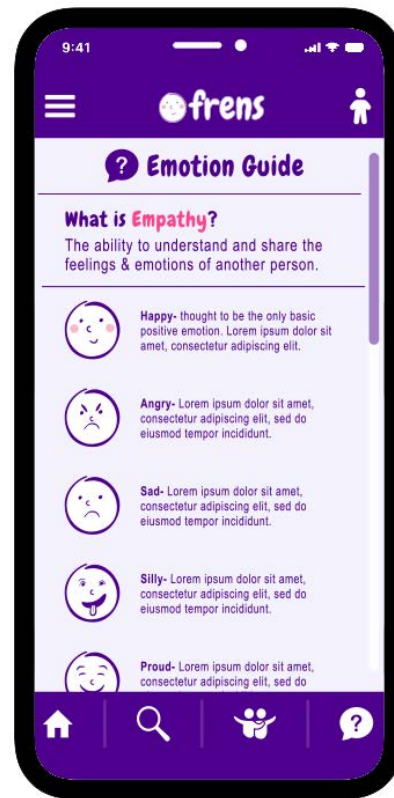 9:41
frens
? Emotion Guide
What is Empathy?
The ability to understand and share the
feelings & emotions of another person.
Happy- thought to be the only basic
positive emotion. Lorem ipsum dolor sit
amet, consectetur adipiscing elit.
Angry- Lorem ipsum dolor sit amet,
consectetur adipiscing elit, sed do
eiusmod tempor incididunt.
Sad- Lorem ipsum dolor sit amet,
consectetur adipiscing elit, sed do
eiusmod tempor incididunt.
Silly- Lorem ipsum dolor sit amet,
consectetur adipiscing elit, sed do
eiusmod tempor incididunt.
Proud- Lorem ipsum dolor sit amet,
consectetur adipiscing elit, sed do
?